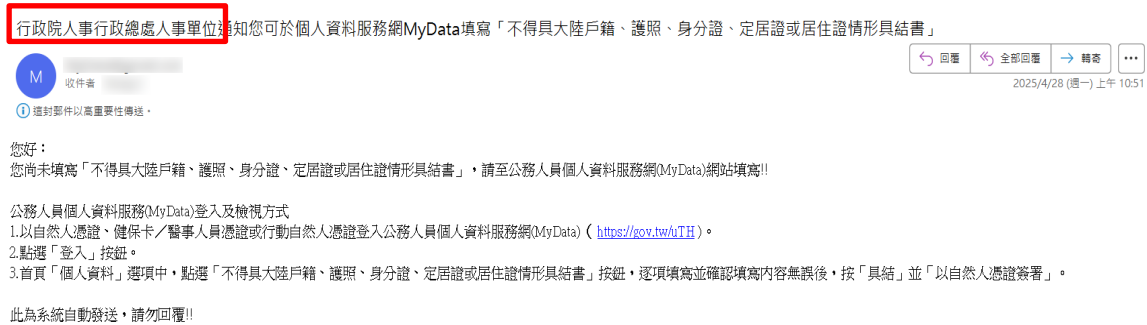 行政院人事行政總處人事單位通知您可於個人資料服務網MyData填寫「不得具大陸戶籍、護照、身分證、定居證或居住證情形具結書」
M
收件者
回覆
全部回覆
轉寄
2025/4/28 (週一) 上午 10:51
這封郵件以高重要性傳送。
您好：
您尚未填寫「不得具大陸戶籍、護照、身分證、定居證或居住證情形具結書」，請至公務人員個人資料服務網(MyData)網站填寫!!
公務人員個人資料服務(MyData)登入及檢視方式
1.以自然人憑證、健保卡／醫事人員憑證或行動自然人憑證登入公務人員個人資料服務網(MyData)（https://gov.tw/uTH）。
2.點選「登入」按鈕。
3.首頁「個人資料」選項中，點選「不得具大陸戶籍、護照、身分證、定居證或居住證情形具結書」按鈕，逐項填寫並確認填寫內容無誤後，按「具結」並「以自然人憑證簽署」。
此為系統自動發送，請勿回覆!!